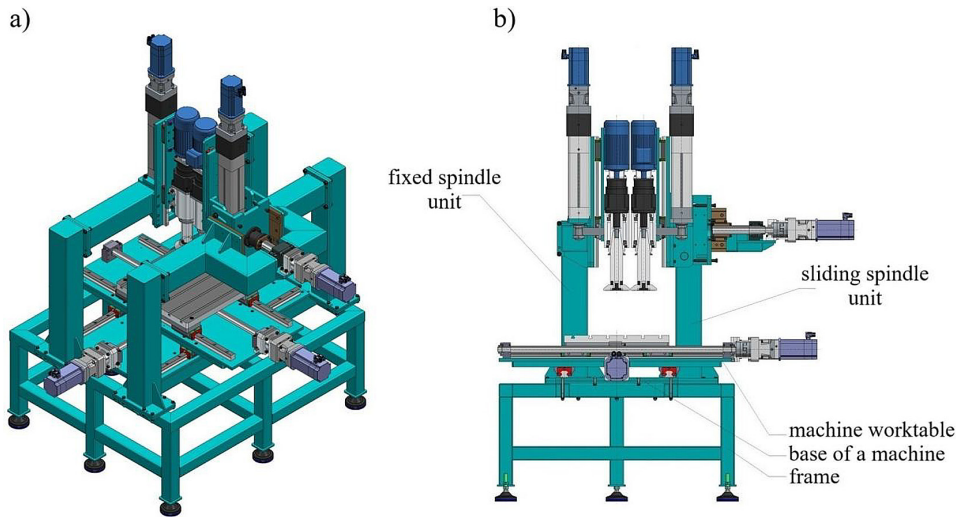 a)
b)
fixed spindle
unit
sliding spindle
unit
machine worktable
base of a machine
frame